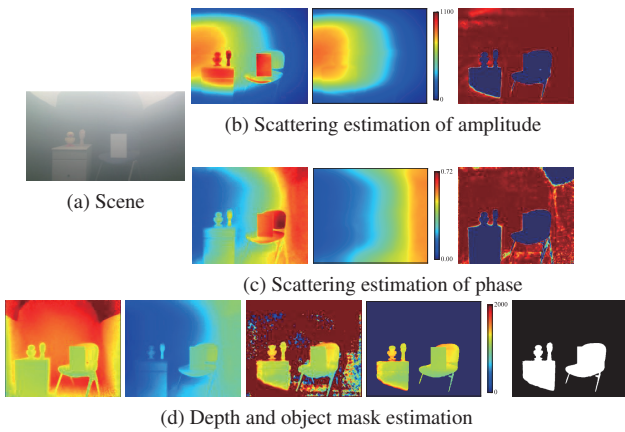 1100
0
(b) Scattering estimation of amplitude
(a) Scene
0.72
0.00
(c) Scattering estimation of phase
2000
0
(d) Depth and object mask estimation